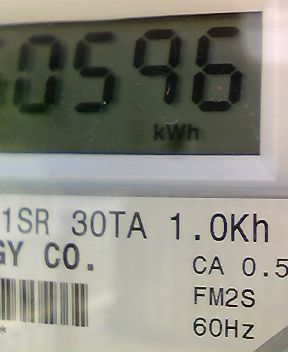 0596
kWh
1SR 30TA 1.0Kh
GY CO.
CA 0.5
FM2S
60Hz